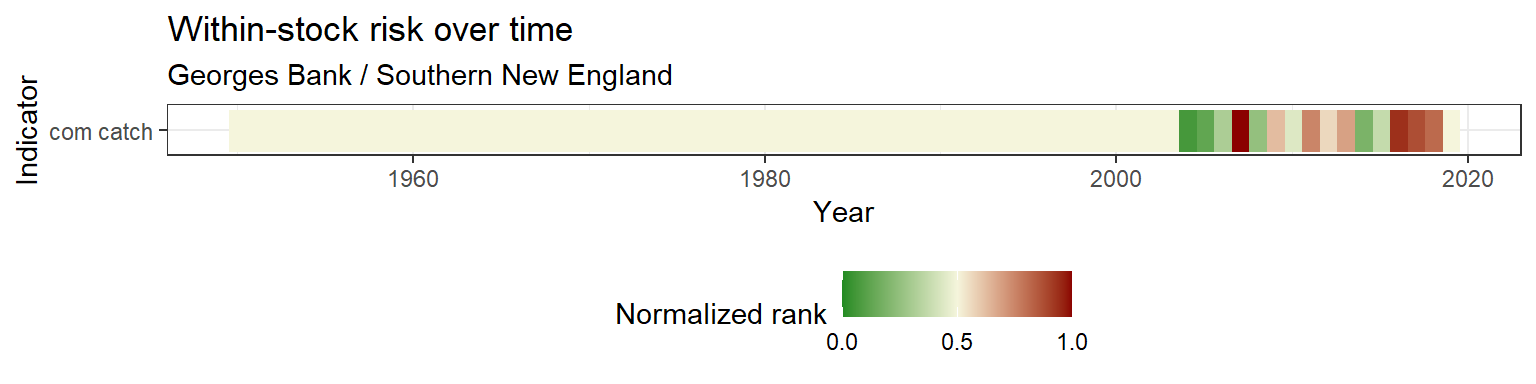 Within-stock risk over time
Georges Bank / Southern New England
Indicator
com catch
1960 1980 2000 2020
Year
Normalized rank
0.0 0.5 1.0